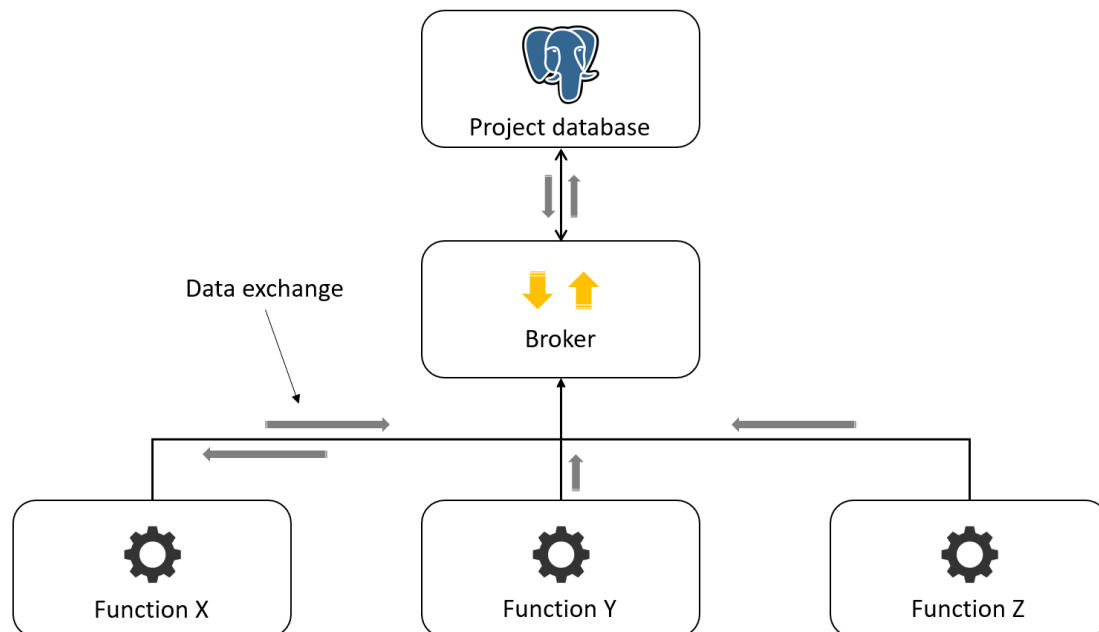 Project database
Data exchange
Broker
Function X
Function Y
Function Z